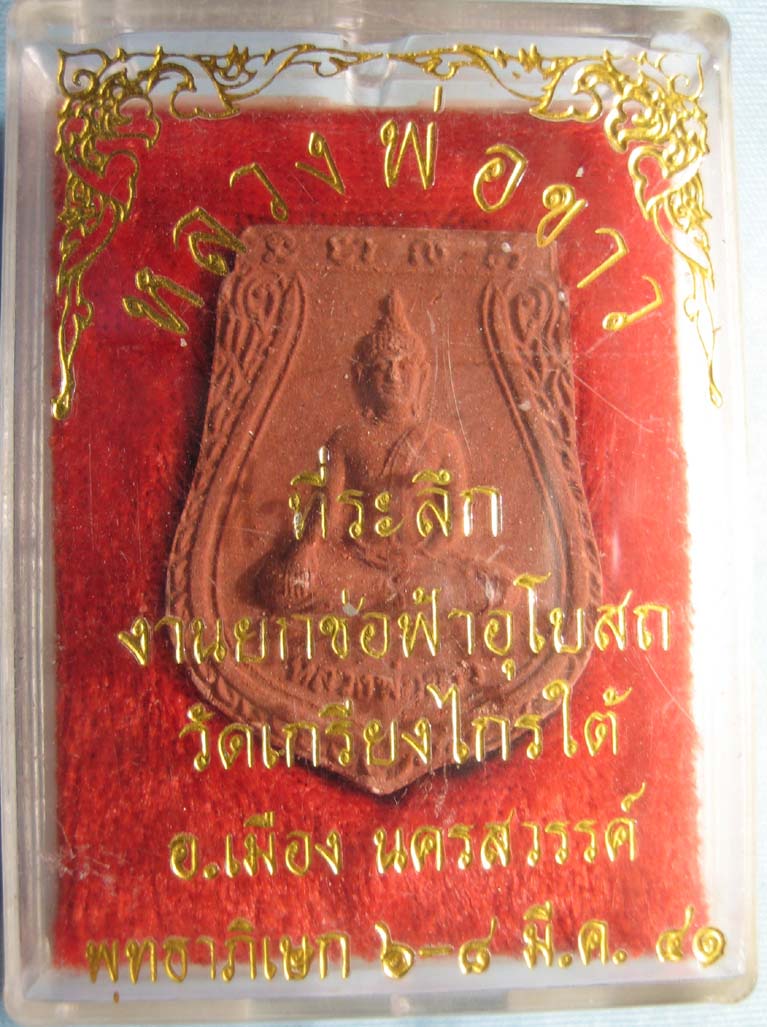 หลวงพ่อขาว
ที่ระลึก
งานยกช่อฟ้าอุโบสถ
วัดเกรียงไกรใต้
อ.เมือง นครสวรรค์
พุทธาภิเษก ๖-๘ มี.ค. ๔๑